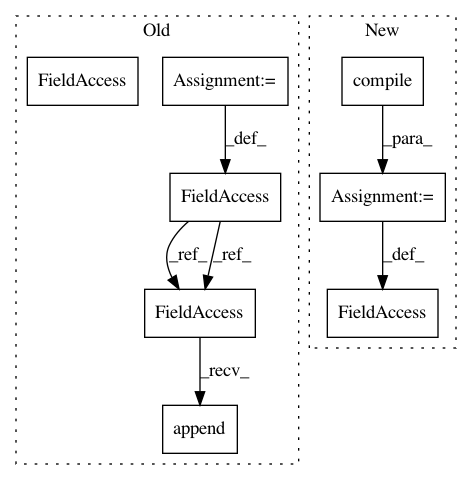 Old
New
FieldAccess
Assignment:=
compile
_def_
_para_
FieldAccess
Assignment:=
_ref_
_ref_
_def_
FieldAccess
FieldAccess
_recv_
append